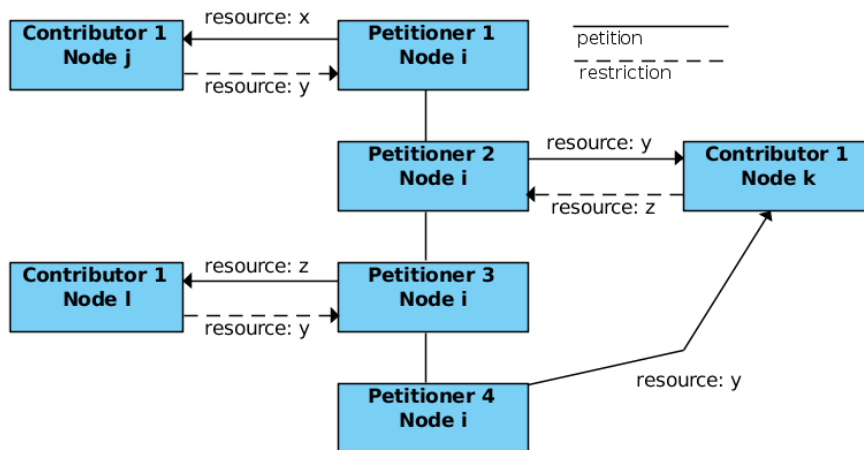 Contributor 1
Node j
resource: x
resource: y
Petitioner 1
Node i
petition
restriction
Petitioner 2
Node i
resource: y
resource: z
Contributor 1
Node k
Contributor 1
Node l
resource: z
resource: y
Petitioner 3
Node i
Petitioner 4
Node i
resource: y